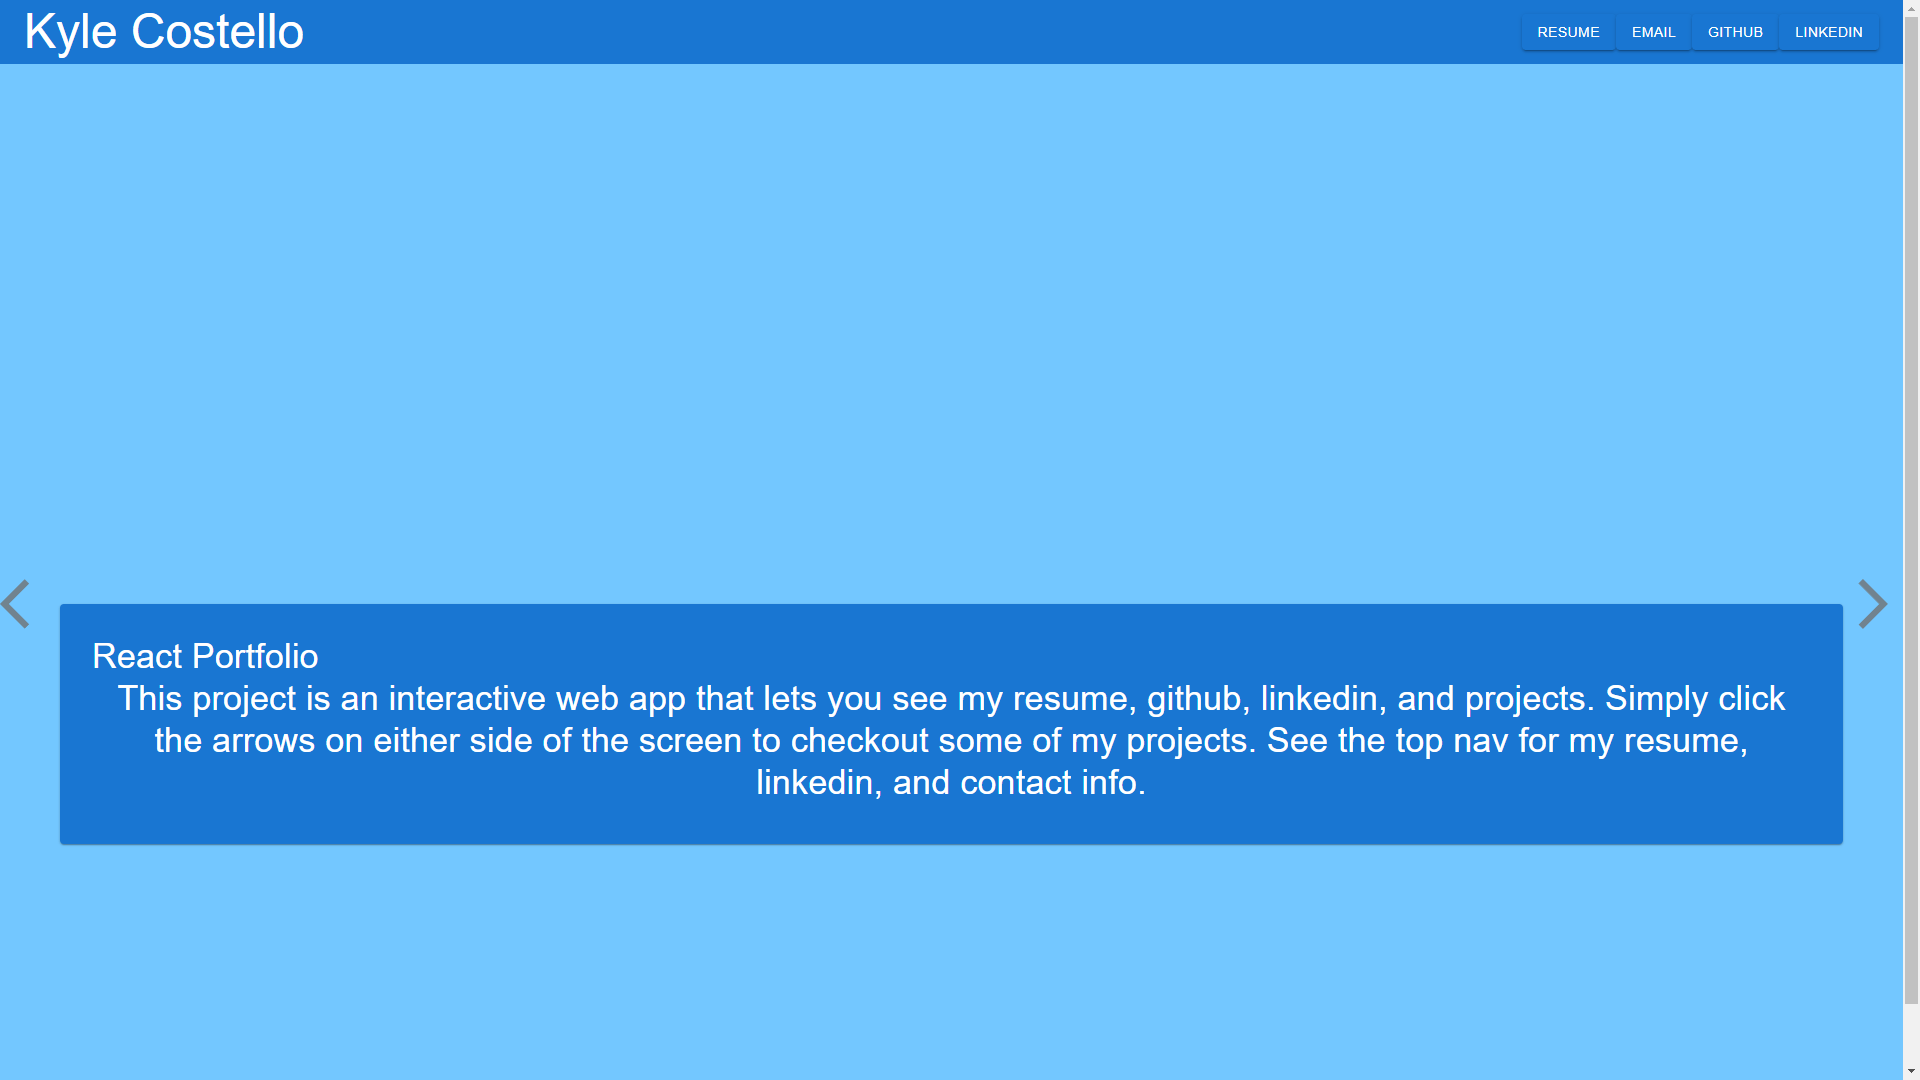 Kyle Costello
RESUME EMAIL GITHUB LINKEDIN
React Portfolio
This project is an interactive web app that lets you see my resume, github, linkedin, and projects. Simply click
the arrows on either side of the screen to checkout some of my projects. See the top nav for my resume,
linkedin, and contact info.